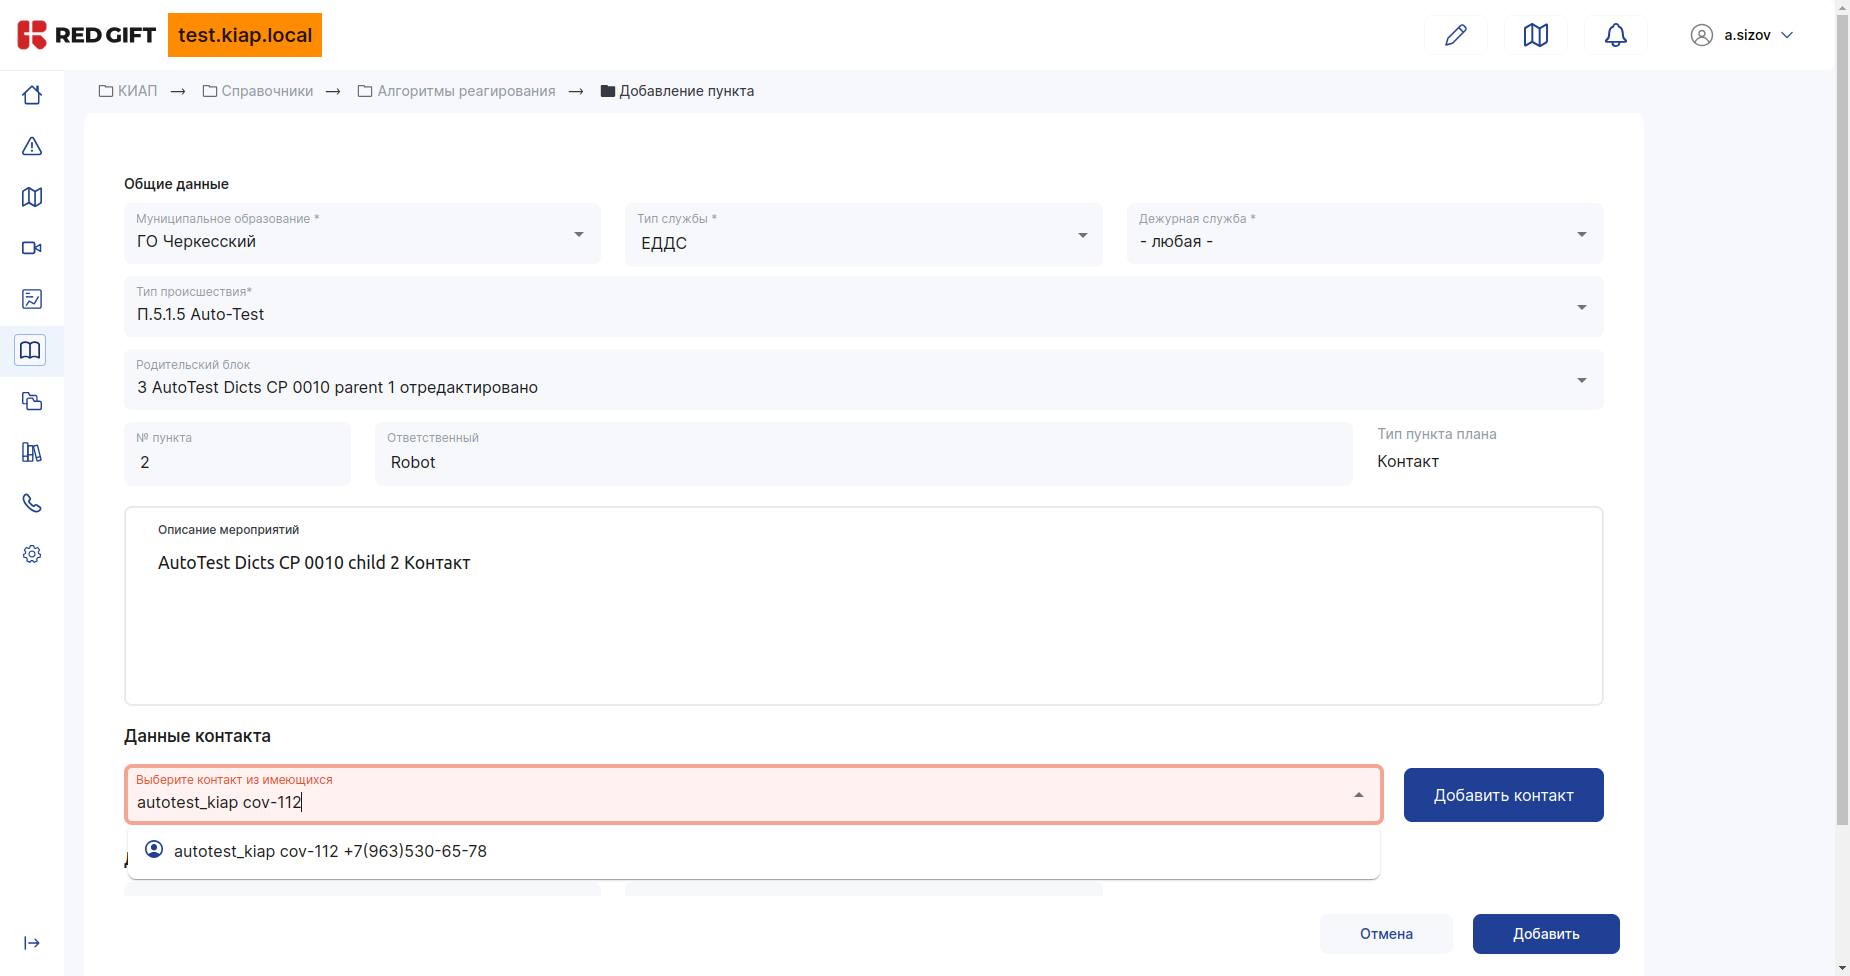 RED GIFT
test.kiap.local
a.sizov
КИАП → Справочники → Алгоритмы реагирования → Добавление пункта
Общие данные
Муниципальное образование *
ГО Черкесский
Тип службы *
ЕДДС
Дежурная служба *
- любая -
Тип происшествия*
П.5.1.5 Auto-Test
Родительский блок
3 AutoTest Dicts CP 0010 parent 1 отредактировано
№ пункта
2
Ответственный
Robot
Тип пункта плана
Контакт
Описание мероприятий
AutoTest Dicts CP 0010 child 2 Контакт
Данные контакта
Выберите контакт из имеющихся
autotest_kiap cov-112
Добавить контакт
autotest_kiap cov-112 +7(963)530-65-78
Отмена
Добавить